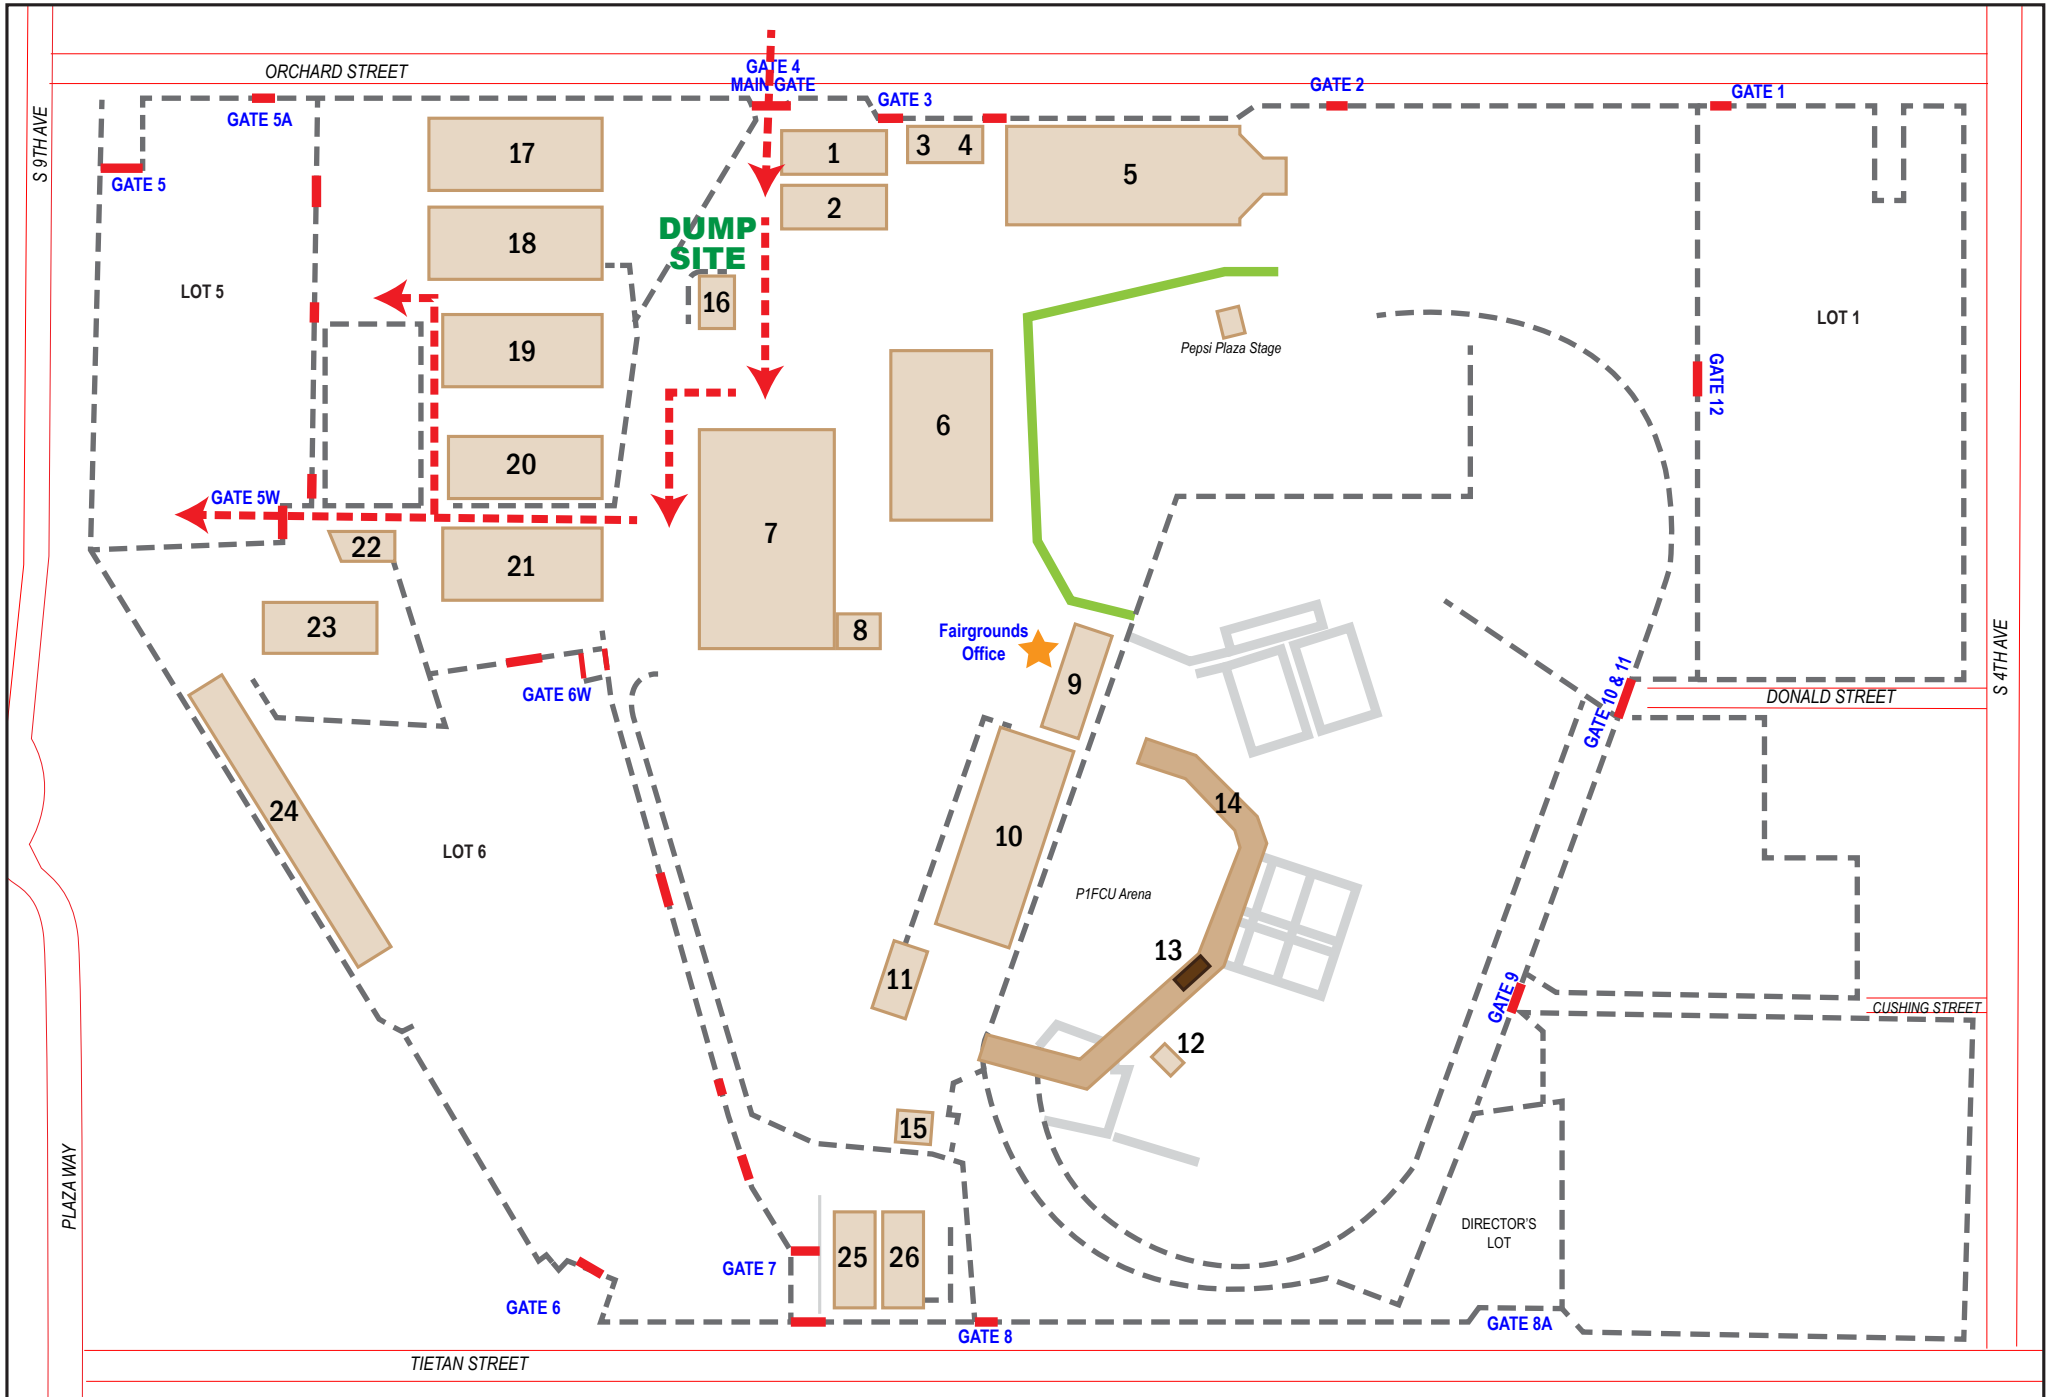 ORCHARD STREET
GATE 4
MAIN GATE
GATE 3
GATE 2
GATE 1
GATE 5A
S 9TH AVE
GATE 5
17
1
3 4
5
2
18
DUMP
SITE
LOT 5
16
LOT 1
19
Pepsi Plaza Stage
GATE 12
6
20
GATE 5W
7
22
21
23
8
Fairgrounds
Office
9
GATE 6W
GATE 10 & 11
DONALD STREET
S 4TH AVE
24
14
10
LOT 6
P1FCU Arena
13
11
GATE 9
CUSHING STREET
12
15
PLAZA WAY
DIRECTOR'S
LOT
25
26
GATE 7
GATE 6
GATE 8
GATE 8A
TIETAN STREET